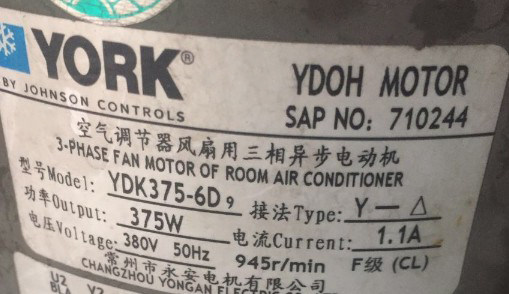 YORK®
BY JOHNSON CONTROLS
YDOH MOTOR
SAP NO: 710244
空气调节器风扇用三相异步电动机
3-PHASE FAN MOTOR OF ROOM AIR CONDITIONER
型号Model: YDK375-6D9 接法Type: Y—△
功率Output: 375W 电流Current: 1.1A
电压Voltage: 380V 50Hz 945r/min F级 (CL)
常州市永安电机有限公司
CHANGZHOU YONGAN ELECTRIC
U2 V2